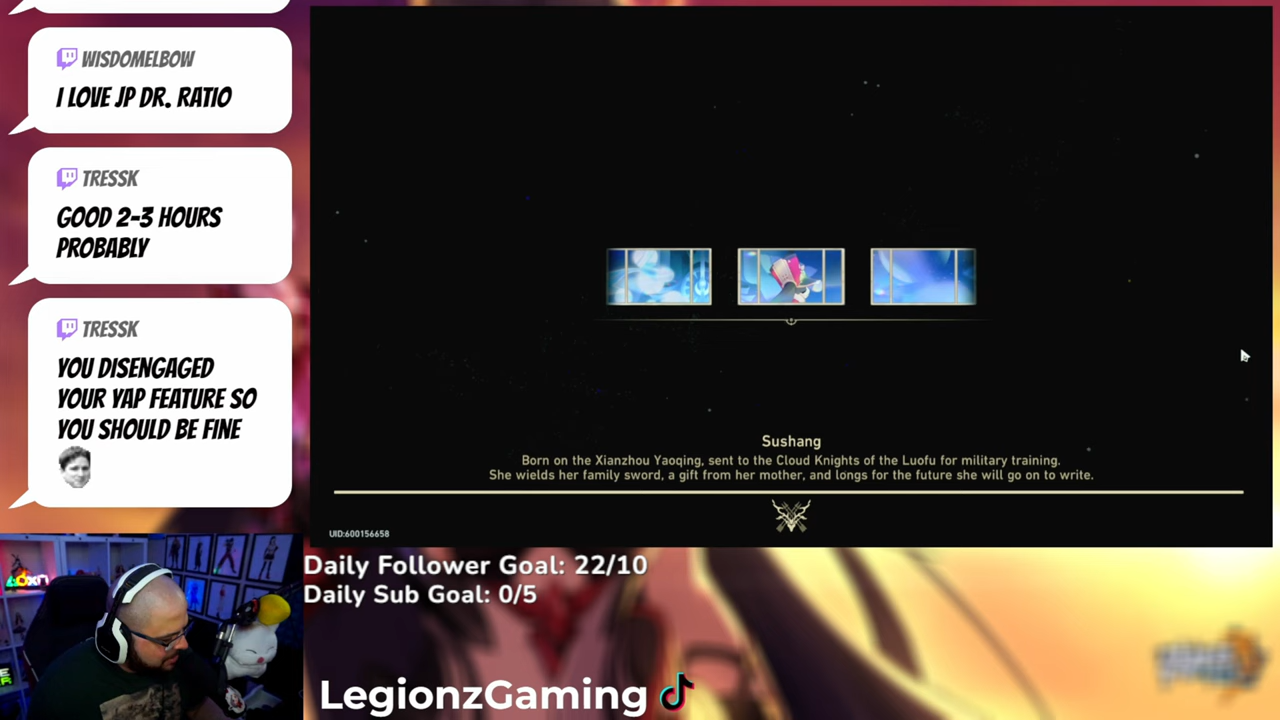 WISDOMELBOW
I LOVE JP DR. RATIO
TRESSK
GOOD 2-3 HOURS
PROBABLY
TRESSK
YOU DISENGAGED
YOUR YAP FEATURE SO
YOU SHOULD BE FINE
Sushang
Born on the Xianzhou Yaoqing, sent to the Cloud Knights of the Luofu for military training.
She wields her family sword, a gift from her mother, and longs for the future she will go on to write.
UID:600156658
Daily Follower Goal: 22/10
Daily Sub Goal: 0/5
LegionzGaming